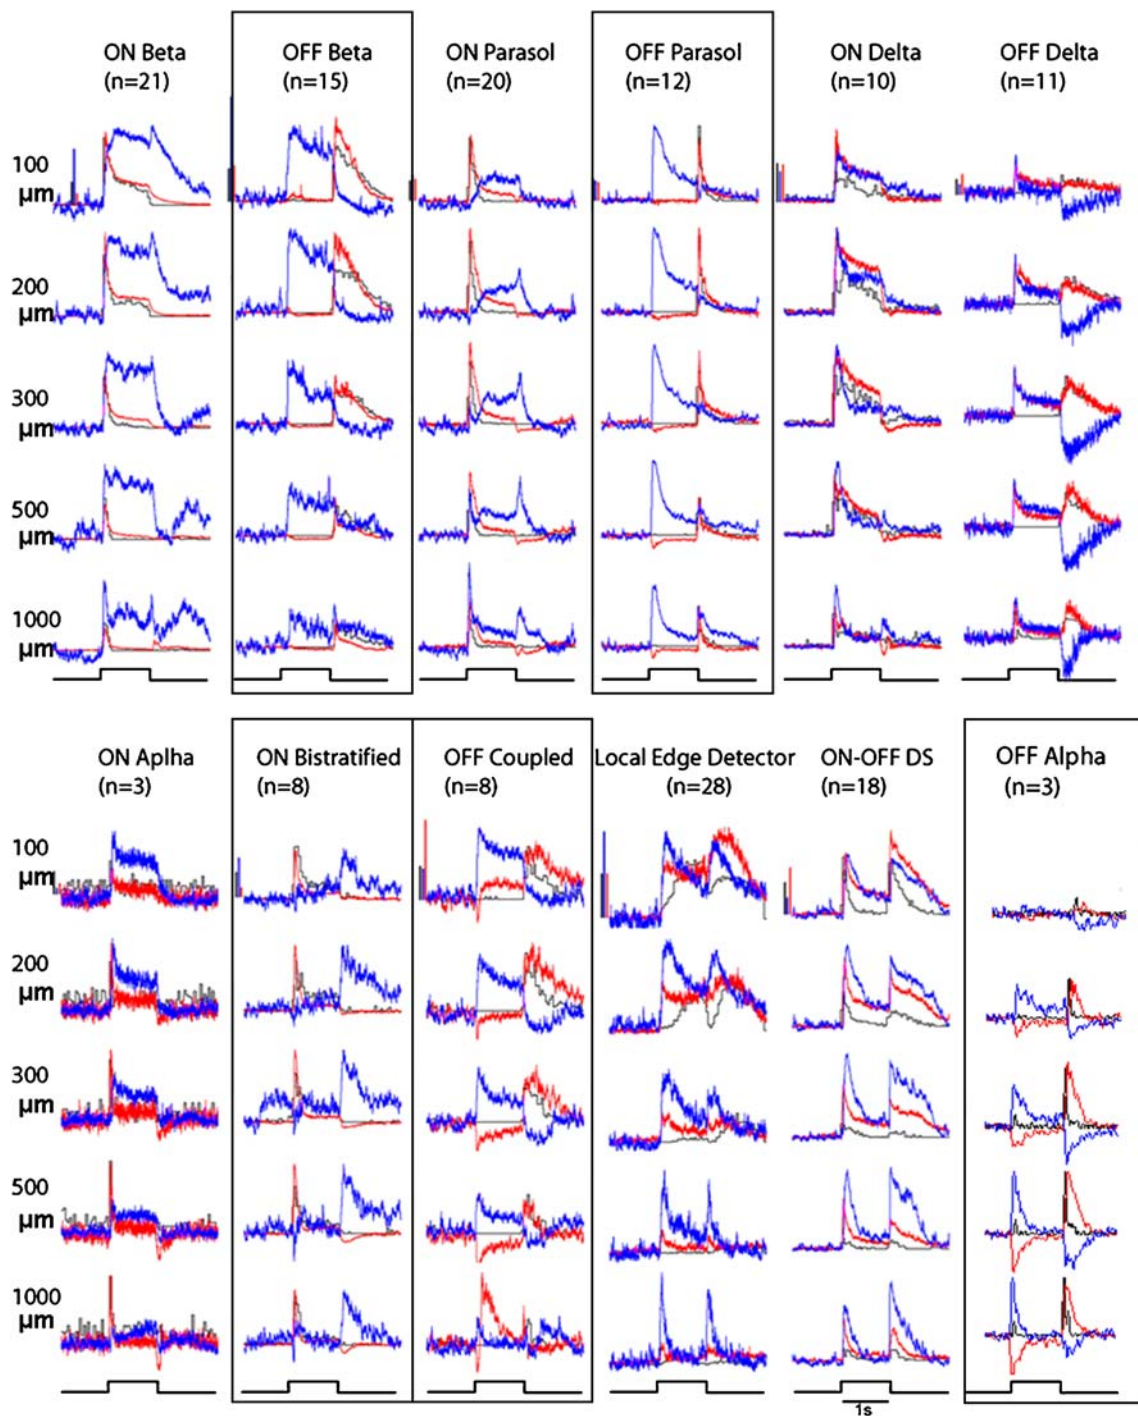 ON Beta OFF Beta ON Parasol OFF Parasol ON Delta OFF Delta
(n=21) (n=15) (n=20) (n=12) (n=10) (n=11)
100
µm
200
µm
300
µm
500
µm
1000
µm
ON Aplha ON Bistratified OFF Coupled Local Edge Detector ON-OFF DS OFF Alpha
(n=3) (n=8) (n=8) (n=28) (n=18) (n=3)
100
µm
200
µm
300
µm
500
µm
1000
µm
1s